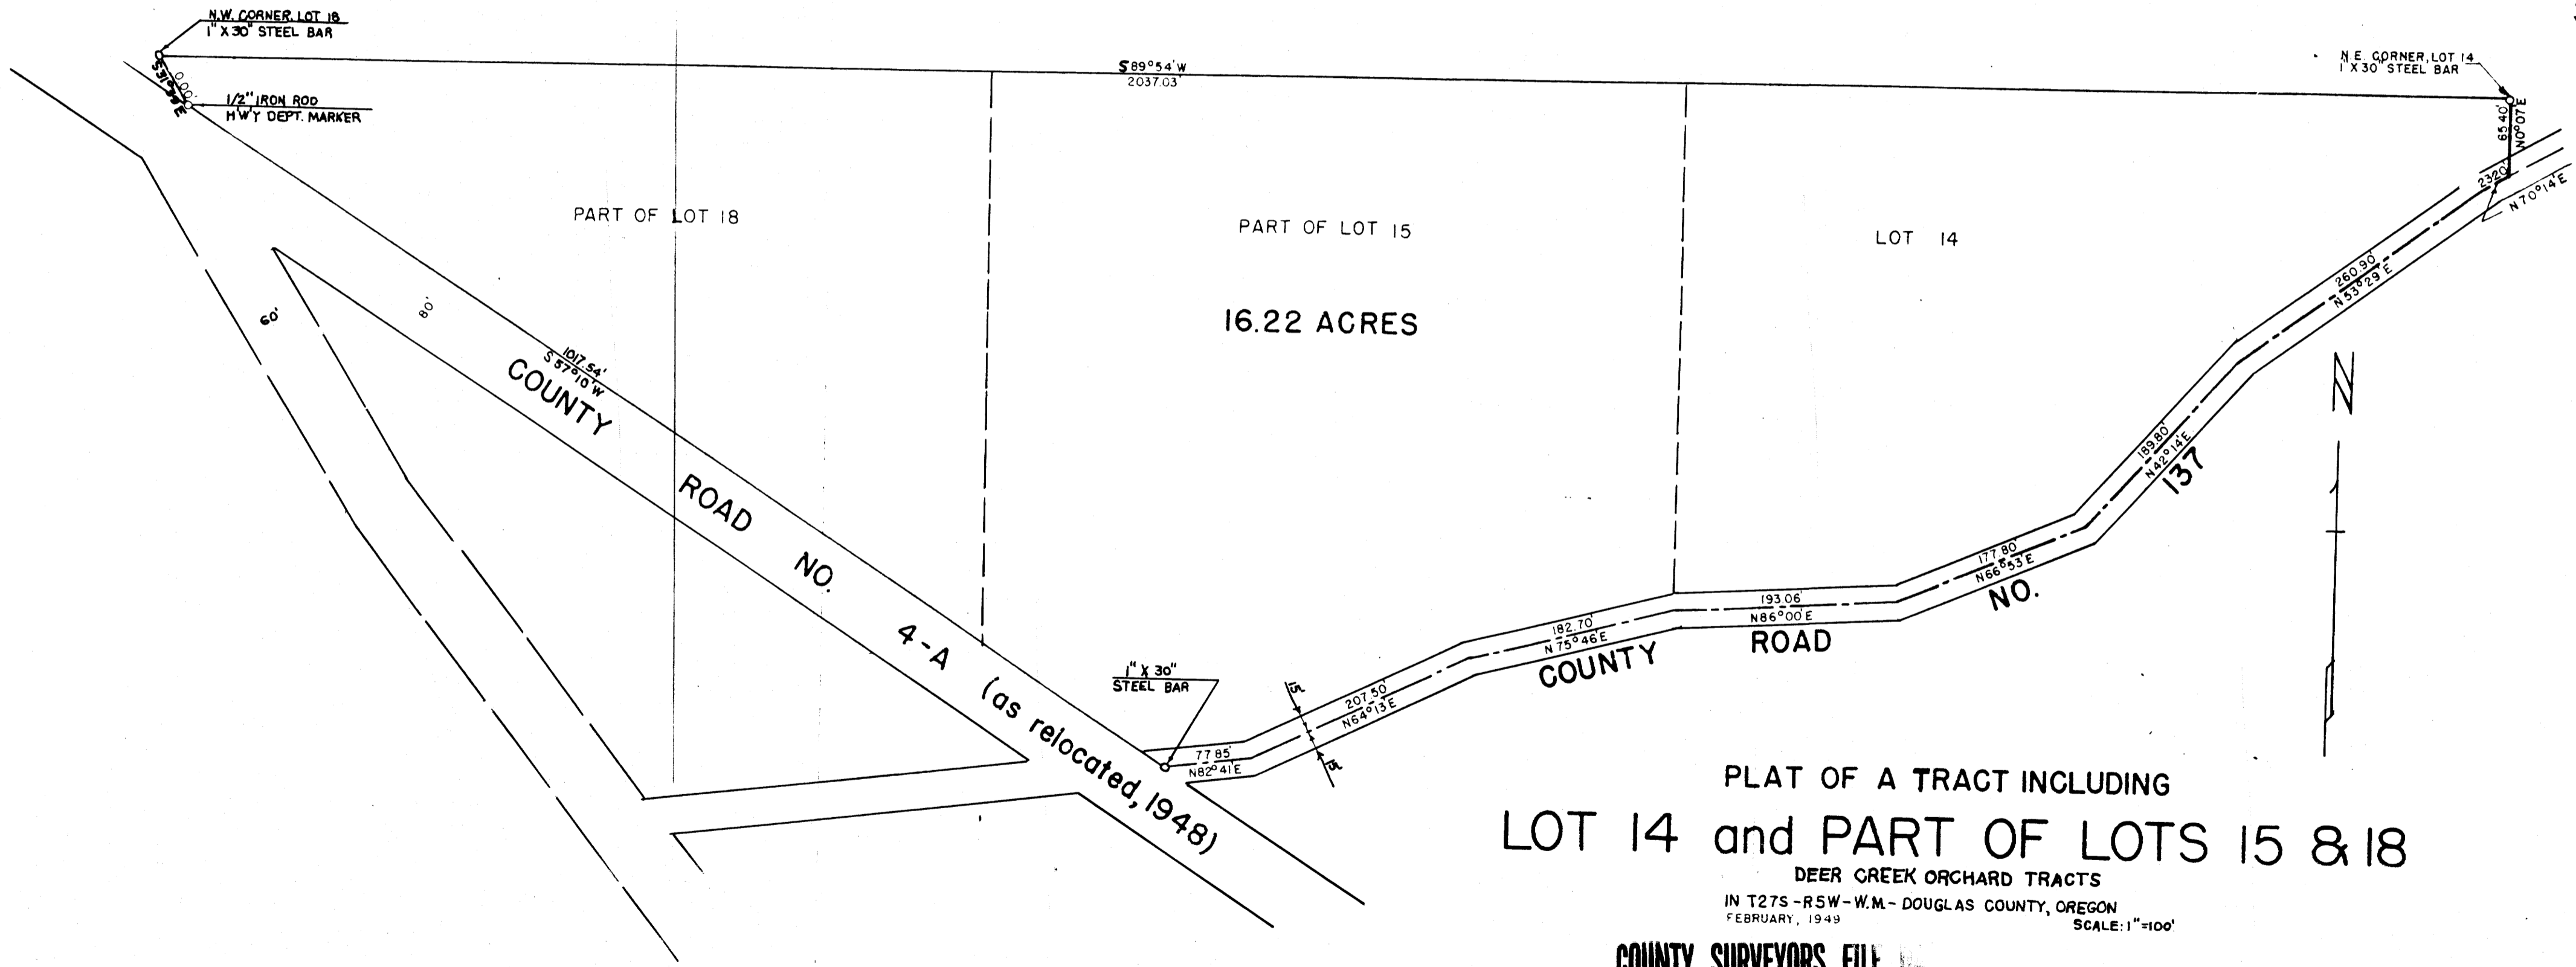 N.W. CORNER, LOT 18
1" X 30" STEEL BAR
S 89°54' W
2037.03'
N.E. CORNER, LOT 14
1" X 30" STEEL BAR
1/2" IRON ROD
HW'Y DEPT. MARKER
65.40'
N0°07'E
23.20'
N 70°14' E
PART OF LOT 18
PART OF LOT 15
LOT 14
16.22 ACRES
60'
80'
1017.54'
S 57°10' W
COUNTY ROAD NO. 4-A (as relocated, 1948)
260.90'
N 53°29' E
189.80'
N 42°14' E
177.80'
N66°53'E
193.06'
N86°00'E
182.70'
N 75°46'E
207.50'
N64°13'E
77.85'
N82°41'E
15'
15'
COUNTY ROAD NO. 137
1" X 30"
STEEL BAR
N
PLAT OF A TRACT INCLUDING
LOT 14 and PART OF LOTS 15 & 18
DEER CREEK ORCHARD TRACTS
IN T27S-R5W-W.M.- DOUGLAS COUNTY, OREGON
FEBRUARY, 1949
SCALE: 1"=100'
COUNTY SURVEYORS FILE